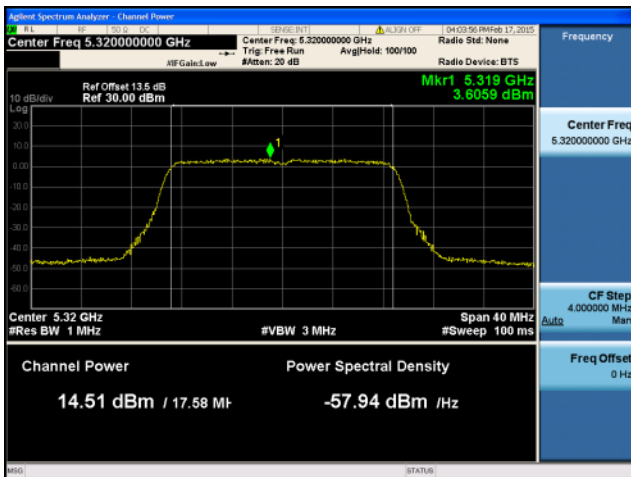 Agilent Spectrum Analyzer - Channel Power
RL RF 50 Ω DC SENSE:INT ALIGN OFF 04:03:56 PM Feb 17, 2015
Center Freq 5.320000000 GHz
Center Freq: 5.320000000 GHz
Radio Std: None
Trig: Free Run Avg|Hold: 100/100
#IFGain:Low #Atten: 20 dB Radio Device: BTS
Ref Offset 13.5 dB
10 dB/div Ref 30.00 dBm
Mkr1 5.319 GHz
3.6059 dBm
Log
20.0
10.0
0.00
-10.0
-20.0
-30.0
-40.0
-50.0
-60.0
1
Center 5.32 GHz Span 40 MHz
#Res BW 1 MHz #VBW 3 MHz #Sweep 100 ms
Channel Power
14.51 dBm / 17.58 MH
Power Spectral Density
-57.94 dBm /Hz
MSG STATUS
Frequency
Center Freq
5.320000000 GHz
CF Step
4.000000 MHz
Auto Man
Freq Offset
0 Hz